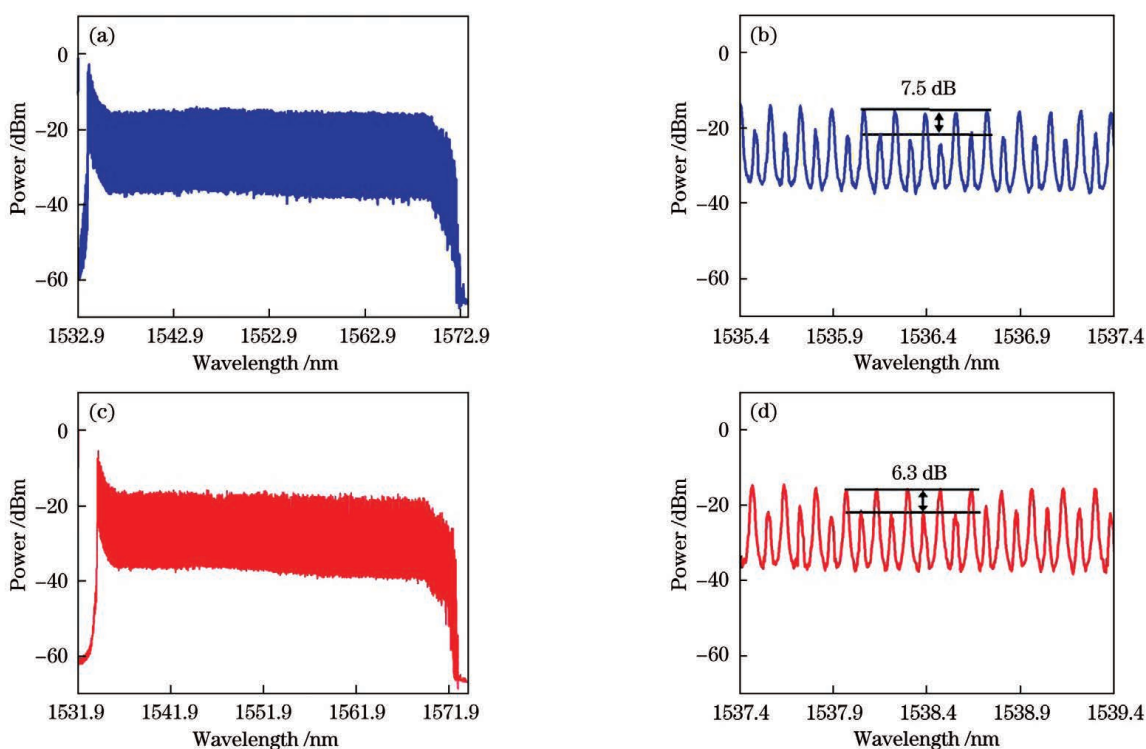 (a)
0
−20
−40
−60
Power /dBm
1532.9 1542.9 1552.9 1562.9 1572.9
Wavelength /nm
(b)
7.5 dB
0
−20
−40
−60
Power /dBm
1535.4 1535.9 1536.4 1536.9 1537.4
Wavelength /nm
(c)
0
−20
−40
−60
Power /dBm
1531.9 1541.9 1551.9 1561.9 1571.9
Wavelength /nm
(d)
6.3 dB
0
−20
−40
−60
Power /dBm
1537.4 1537.9 1538.4 1538.9 1539.4
Wavelength /nm